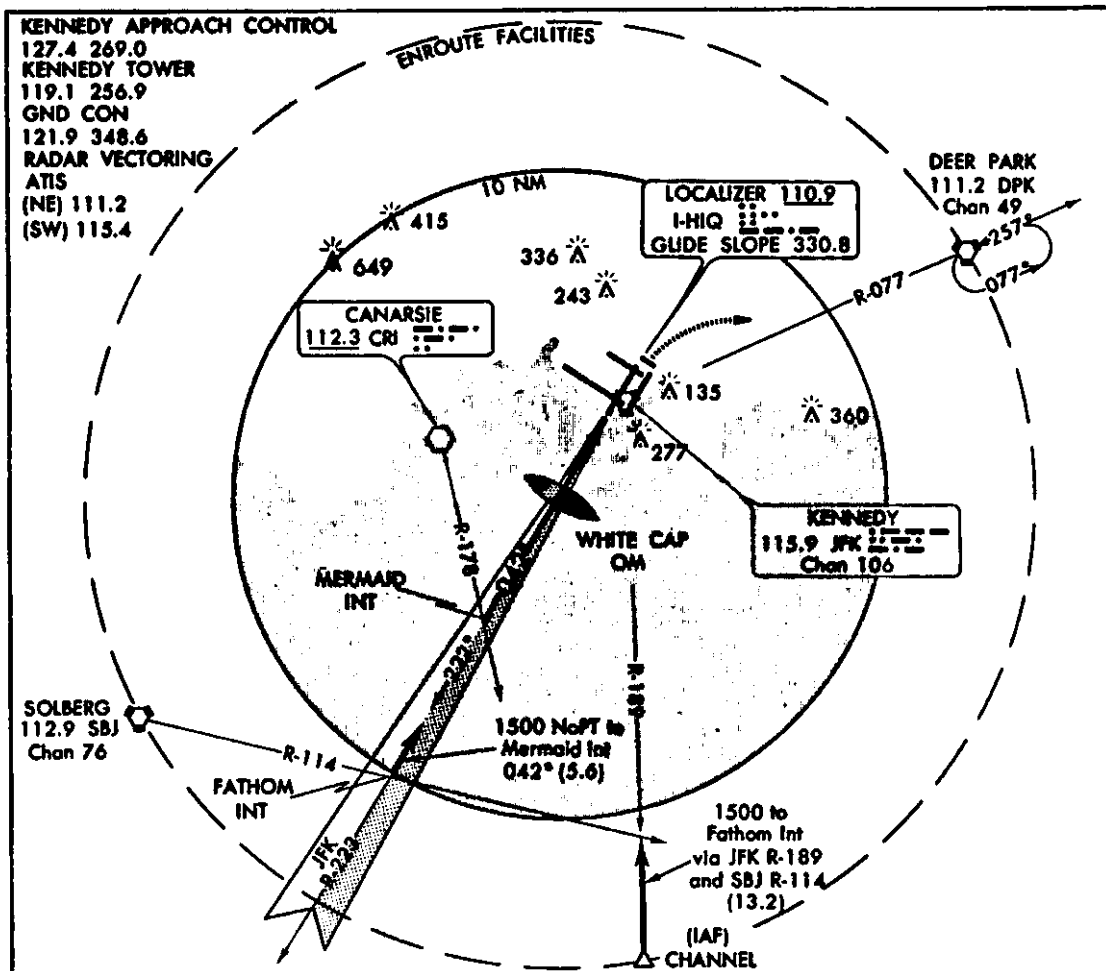 KENNEDY APPROACH CONTROL
127.4 269.0
KENNEDY TOWER
119.1 256.9
GND CON
121.9 348.6
RADAR VECTORING
ATIS
(NE) 111.2
(SW) 115.4
ENROUTE FACILITIES
10 NM
DEER PARK
111.2 DPK
Chan 49
257°
077°
R-077
LOCALIZER 110.9
I-HIQ
GLIDE SLOPE 330.8
415
649
336
243
CANARSIE
112.3 CRI
135
360
277
KENNEDY
115.9 JFK
Chan 106
WHITE CAP
OM
R-178
042°
MERMAID
INT
222°
R-189
SOLBERG
112.9 SBJ
Chan 76
R-114
FATHOM
INT
1500 NoPT to
Mermaid Int
042° (5.6)
JFK
R-223
1500 to
Fathom Int
via JFK R-189
and SBJ R-114
(13.2)
(IAF)
CHANNEL